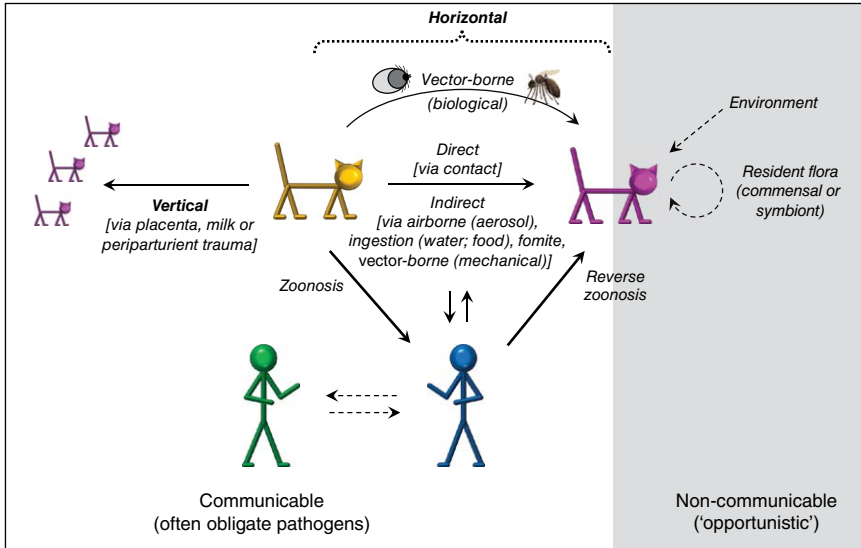 Horizontal
Vector-borne
(biological)
Environment
Direct
[via contact]
Resident flora
(commensal or
symbiont)
Vertical
[via placenta, milk or
periparturient trauma]
Indirect
[via airborne (aerosol),
ingestion (water; food), fomite,
vector-borne (mechanical)]
Zoonosis
Reverse
zoonosis
Communicable
(often obligate pathogens)
Non-communicable
(‘opportunistic’)